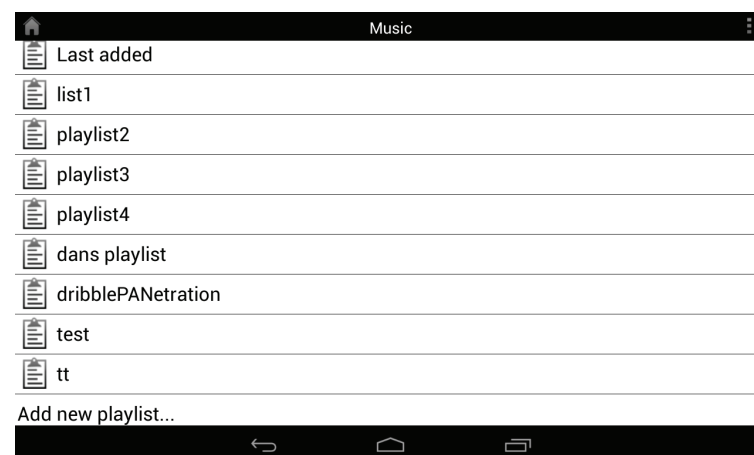 Music
Last added
list1
playlist2
playlist3
playlist4
dans playlist
dribblePANetration
test
tt
Add new playlist...